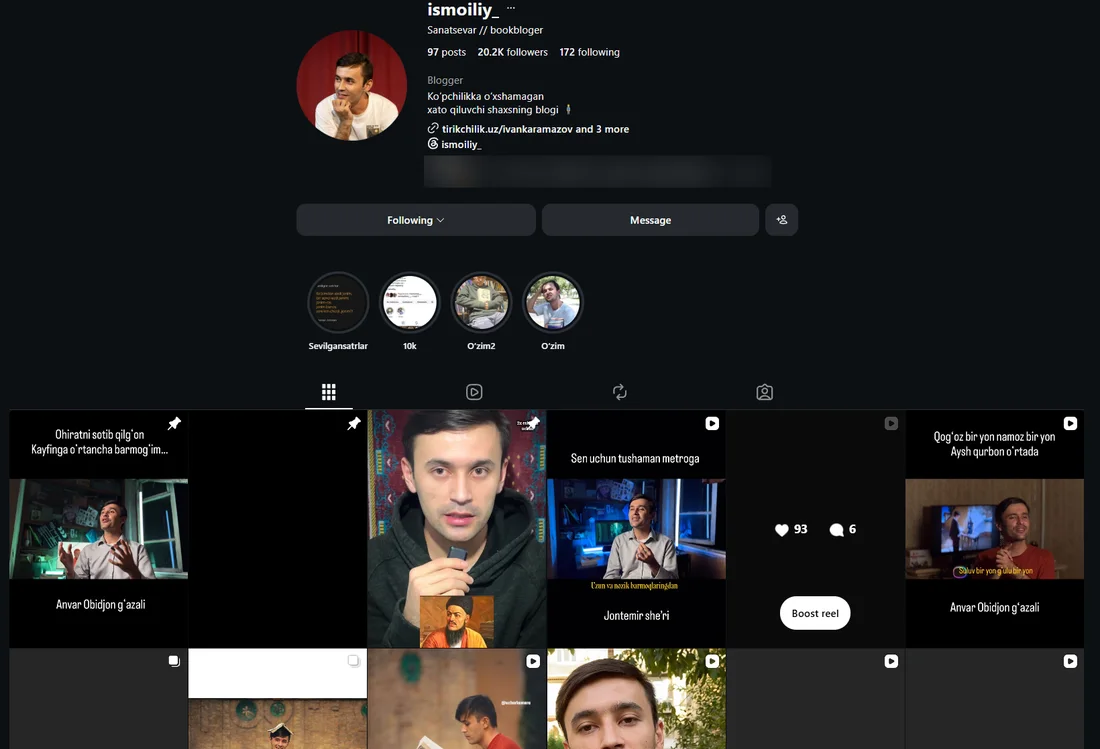 ismoiliy_ ...
Sanatsevar // bookbloger
97 posts 20.2K followers 172 following
Blogger
Ko'pchilikka o'xshamagan
xato qiluvchi shaxsning blogi
tirikchilik.uz/ivankaramazov and 3 more
ismoiliy_
Following
Message
Sevilgansatrlar
10k
O'zim2
O'zim
Ohiratni sotib qilg'on
Kayfinga o'rtancha barmog'im...
Anvar Obidjon g'azali
Sen uchun tushaman metroga
Uzun va nozik barmoqlaringdan
Jontemir she'ri
93
6
Boost reel
Qog'oz bir yon namoz bir yon
Aysh qurbon o'rtada
Anvar Obidjon g'azali